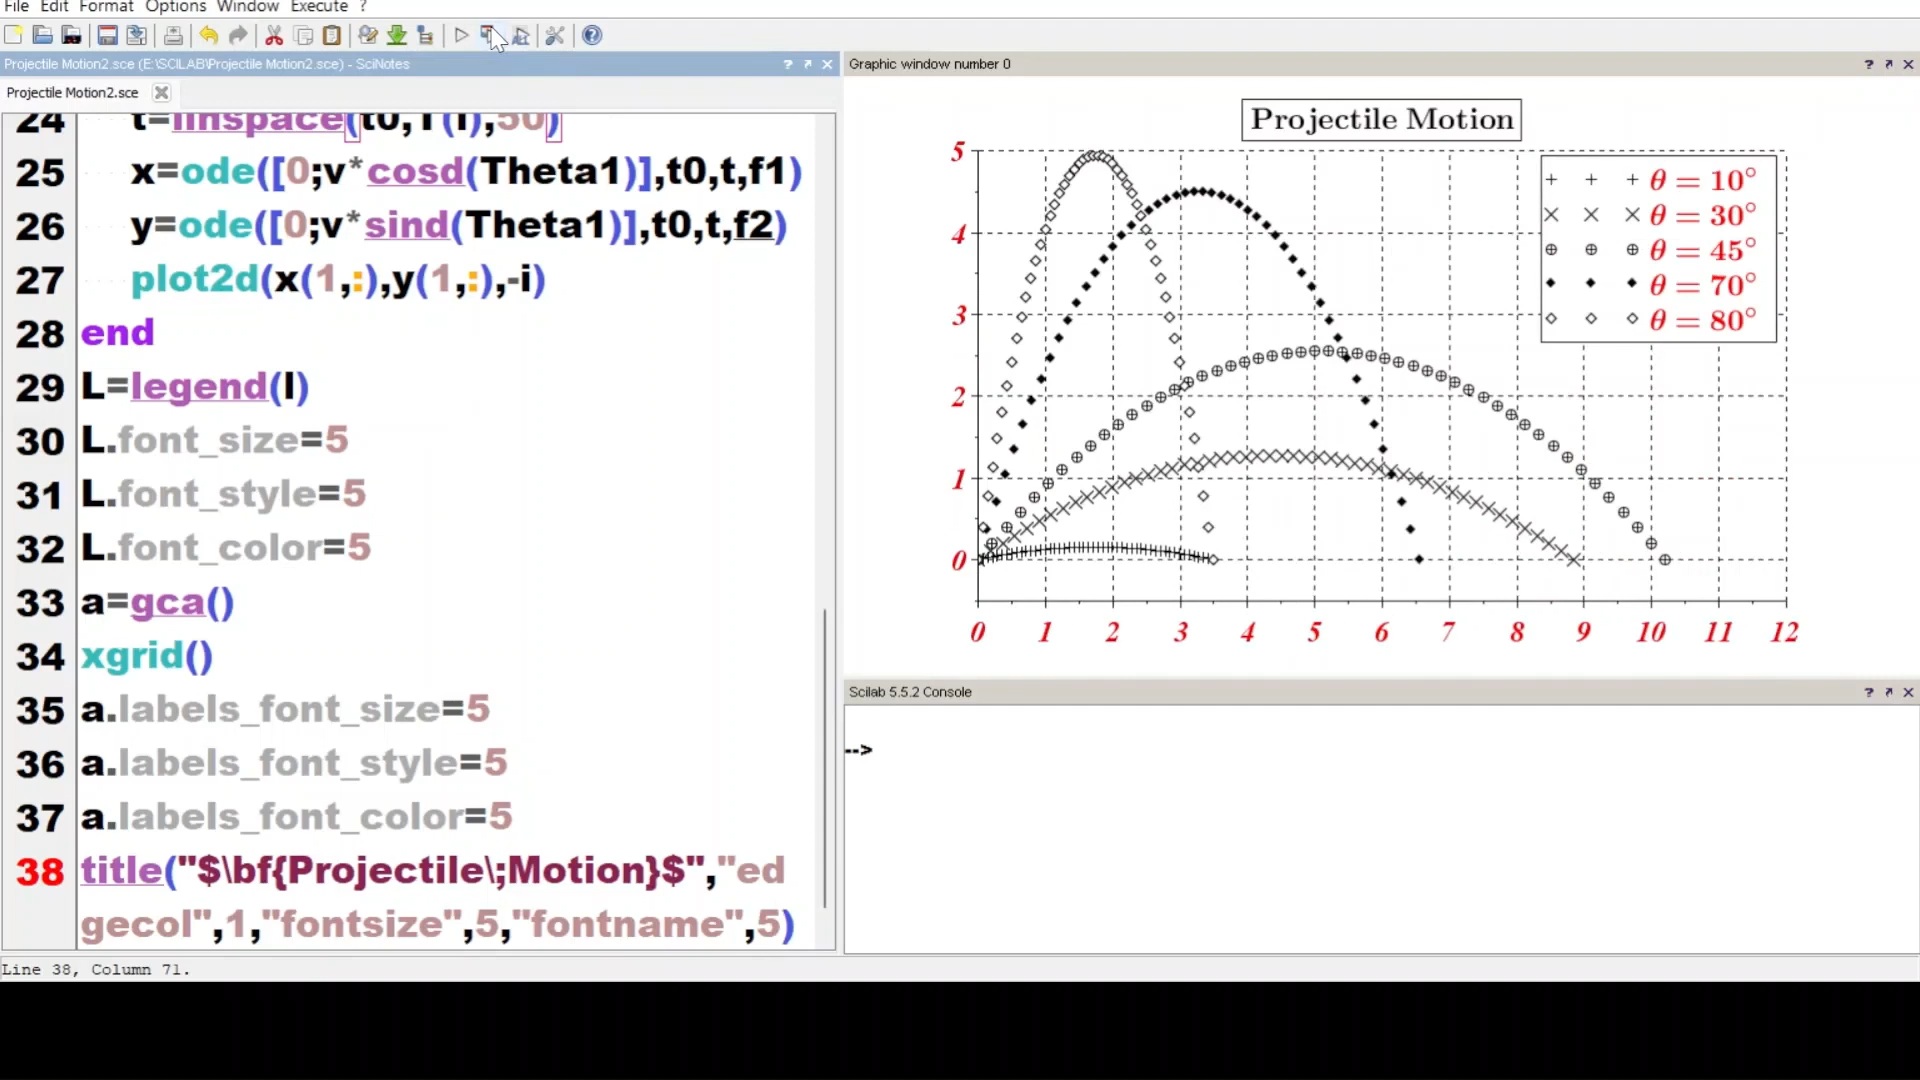 File Edit Format Options Window Execute ?
Projectile Motion2.sce (E:\SCILAB\Projectile Motion2.sce) - SciNotes
Projectile Motion2.sce
24 t=linspace(t0,T(i),50)
25 x=ode([0;v*cosd(Theta1)],t0,t,f1)
26 y=ode([0;v*sind(Theta1)],t0,t,f2)
27 plot2d(x(1,:),y(1,:),-i)
28 end
29 L=legend(l)
30 L.font_size=5
31 L.font_style=5
32 L.font_color=5
33 a=gca()
34 xgrid()
35 a.labels_font_size=5
36 a.labels_font_style=5
37 a.labels_font_color=5
38 title("$\bf{Projectile\;Motion}$","ed
gecol",1,"fontsize",5,"fontname",5)
Line 38, Column 71.
Graphic window number 0
Projectile Motion
θ = 10°
θ = 30°
θ = 45°
θ = 70°
θ = 80°
5
4
3
2
1
0
0 1 2 3 4 5 6 7 8 9 10 11 12
Scilab 5.5.2 Console
-->